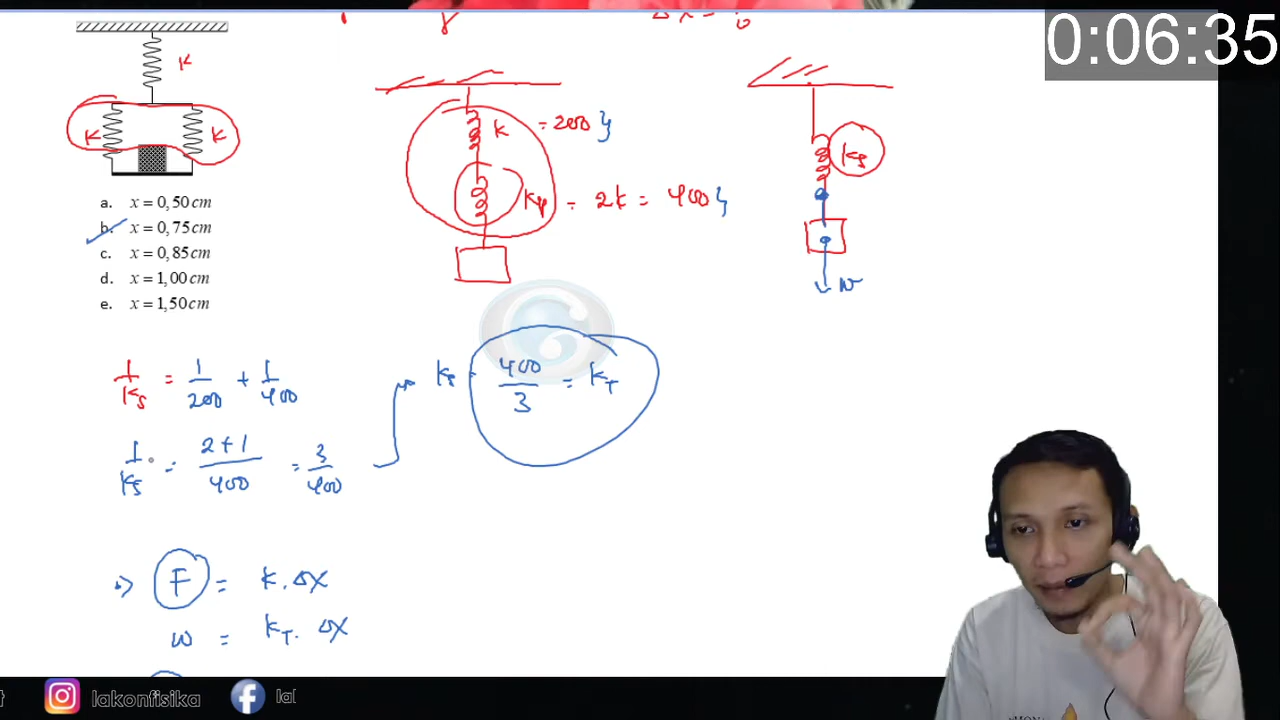 0:06:35
Δx =
K
K
K
a. x = 0,50 cm
b. x = 0,75 cm
c. x = 0,85 cm
d. x = 1,00 cm
e. x = 1,50 cm
k = 200
kp = 2k = 400
ks
w
1/ks = 1/200 + 1/400
1/ks = 2+1/400 = 3/400
ks = 400/3 = kT
F = k. Δx
w = kT. Δx
lakonfisika
lal